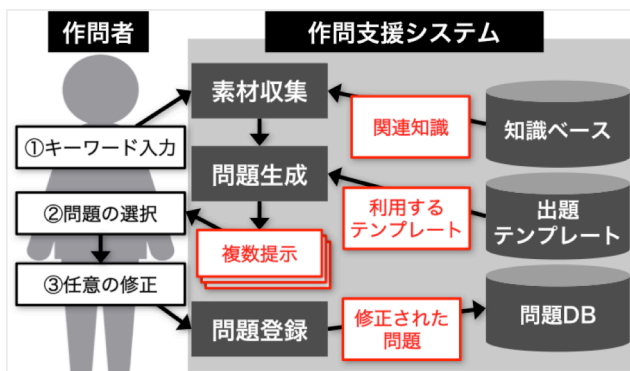 作問者
作問支援システム
素材収集
関連知識
知識ベース
①キーワード入力
問題生成
利用する
テンプレート
出題
テンプレート
②問題の選択
複数提示
③任意の修正
問題登録
修正された
問題
問題DB